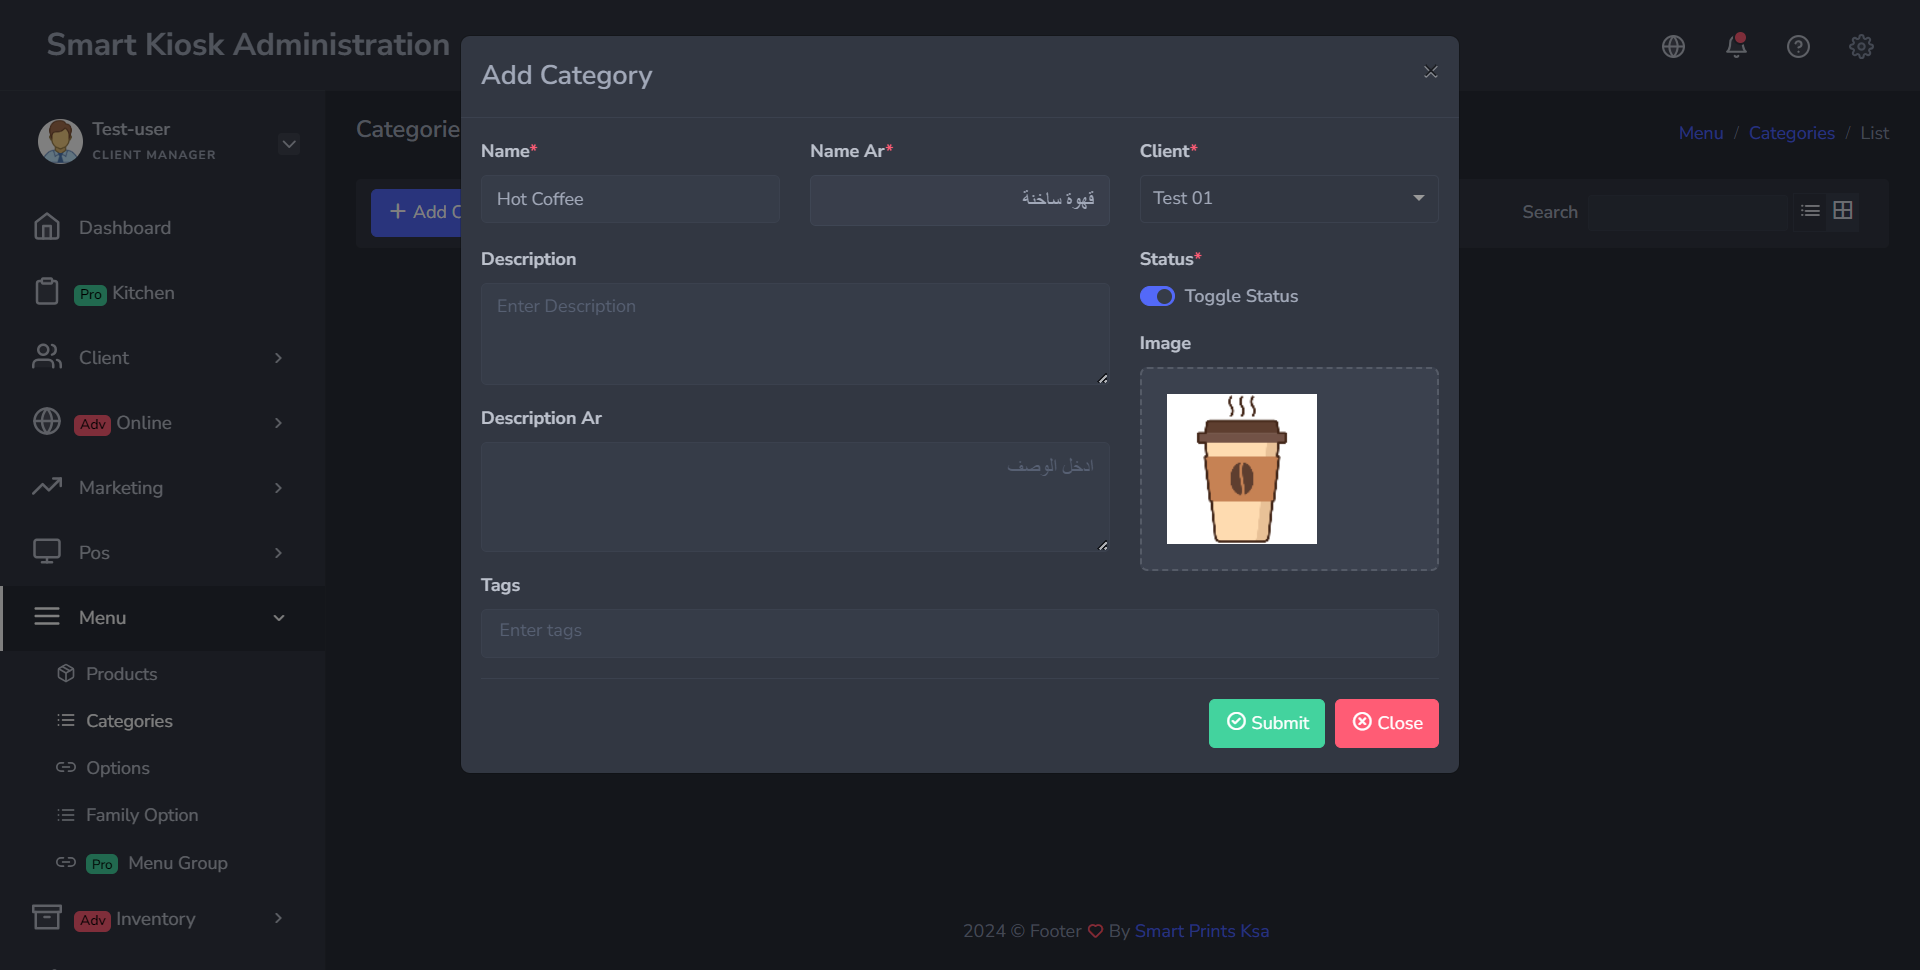 Smart Kiosk Administration
Add Category
Test-user
CLIENT MANAGER
Categorie
Menu / Categories / List
Name*
Name Ar*
Client*
Hot Coffee
قهوة ساخنة
Test 01
Add C
Search
Dashboard
Description
Status*
Enter Description
Toggle Status
Pro Kitchen
Image
Client
Description Ar
Adv Online
ادخل الوصف
Marketing
Pos
Tags
Menu
Enter tags
Products
Categories
Submit
Close
Options
Family Option
Pro Menu Group
Adv Inventory
2024 © Footer ♡ By Smart Prints Ksa